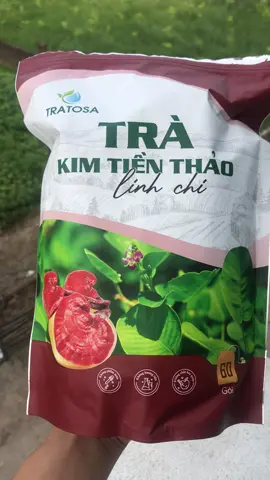 TRATOSA
TRÀ
KIM TIỀN THẢO
linh chi
60
Gói